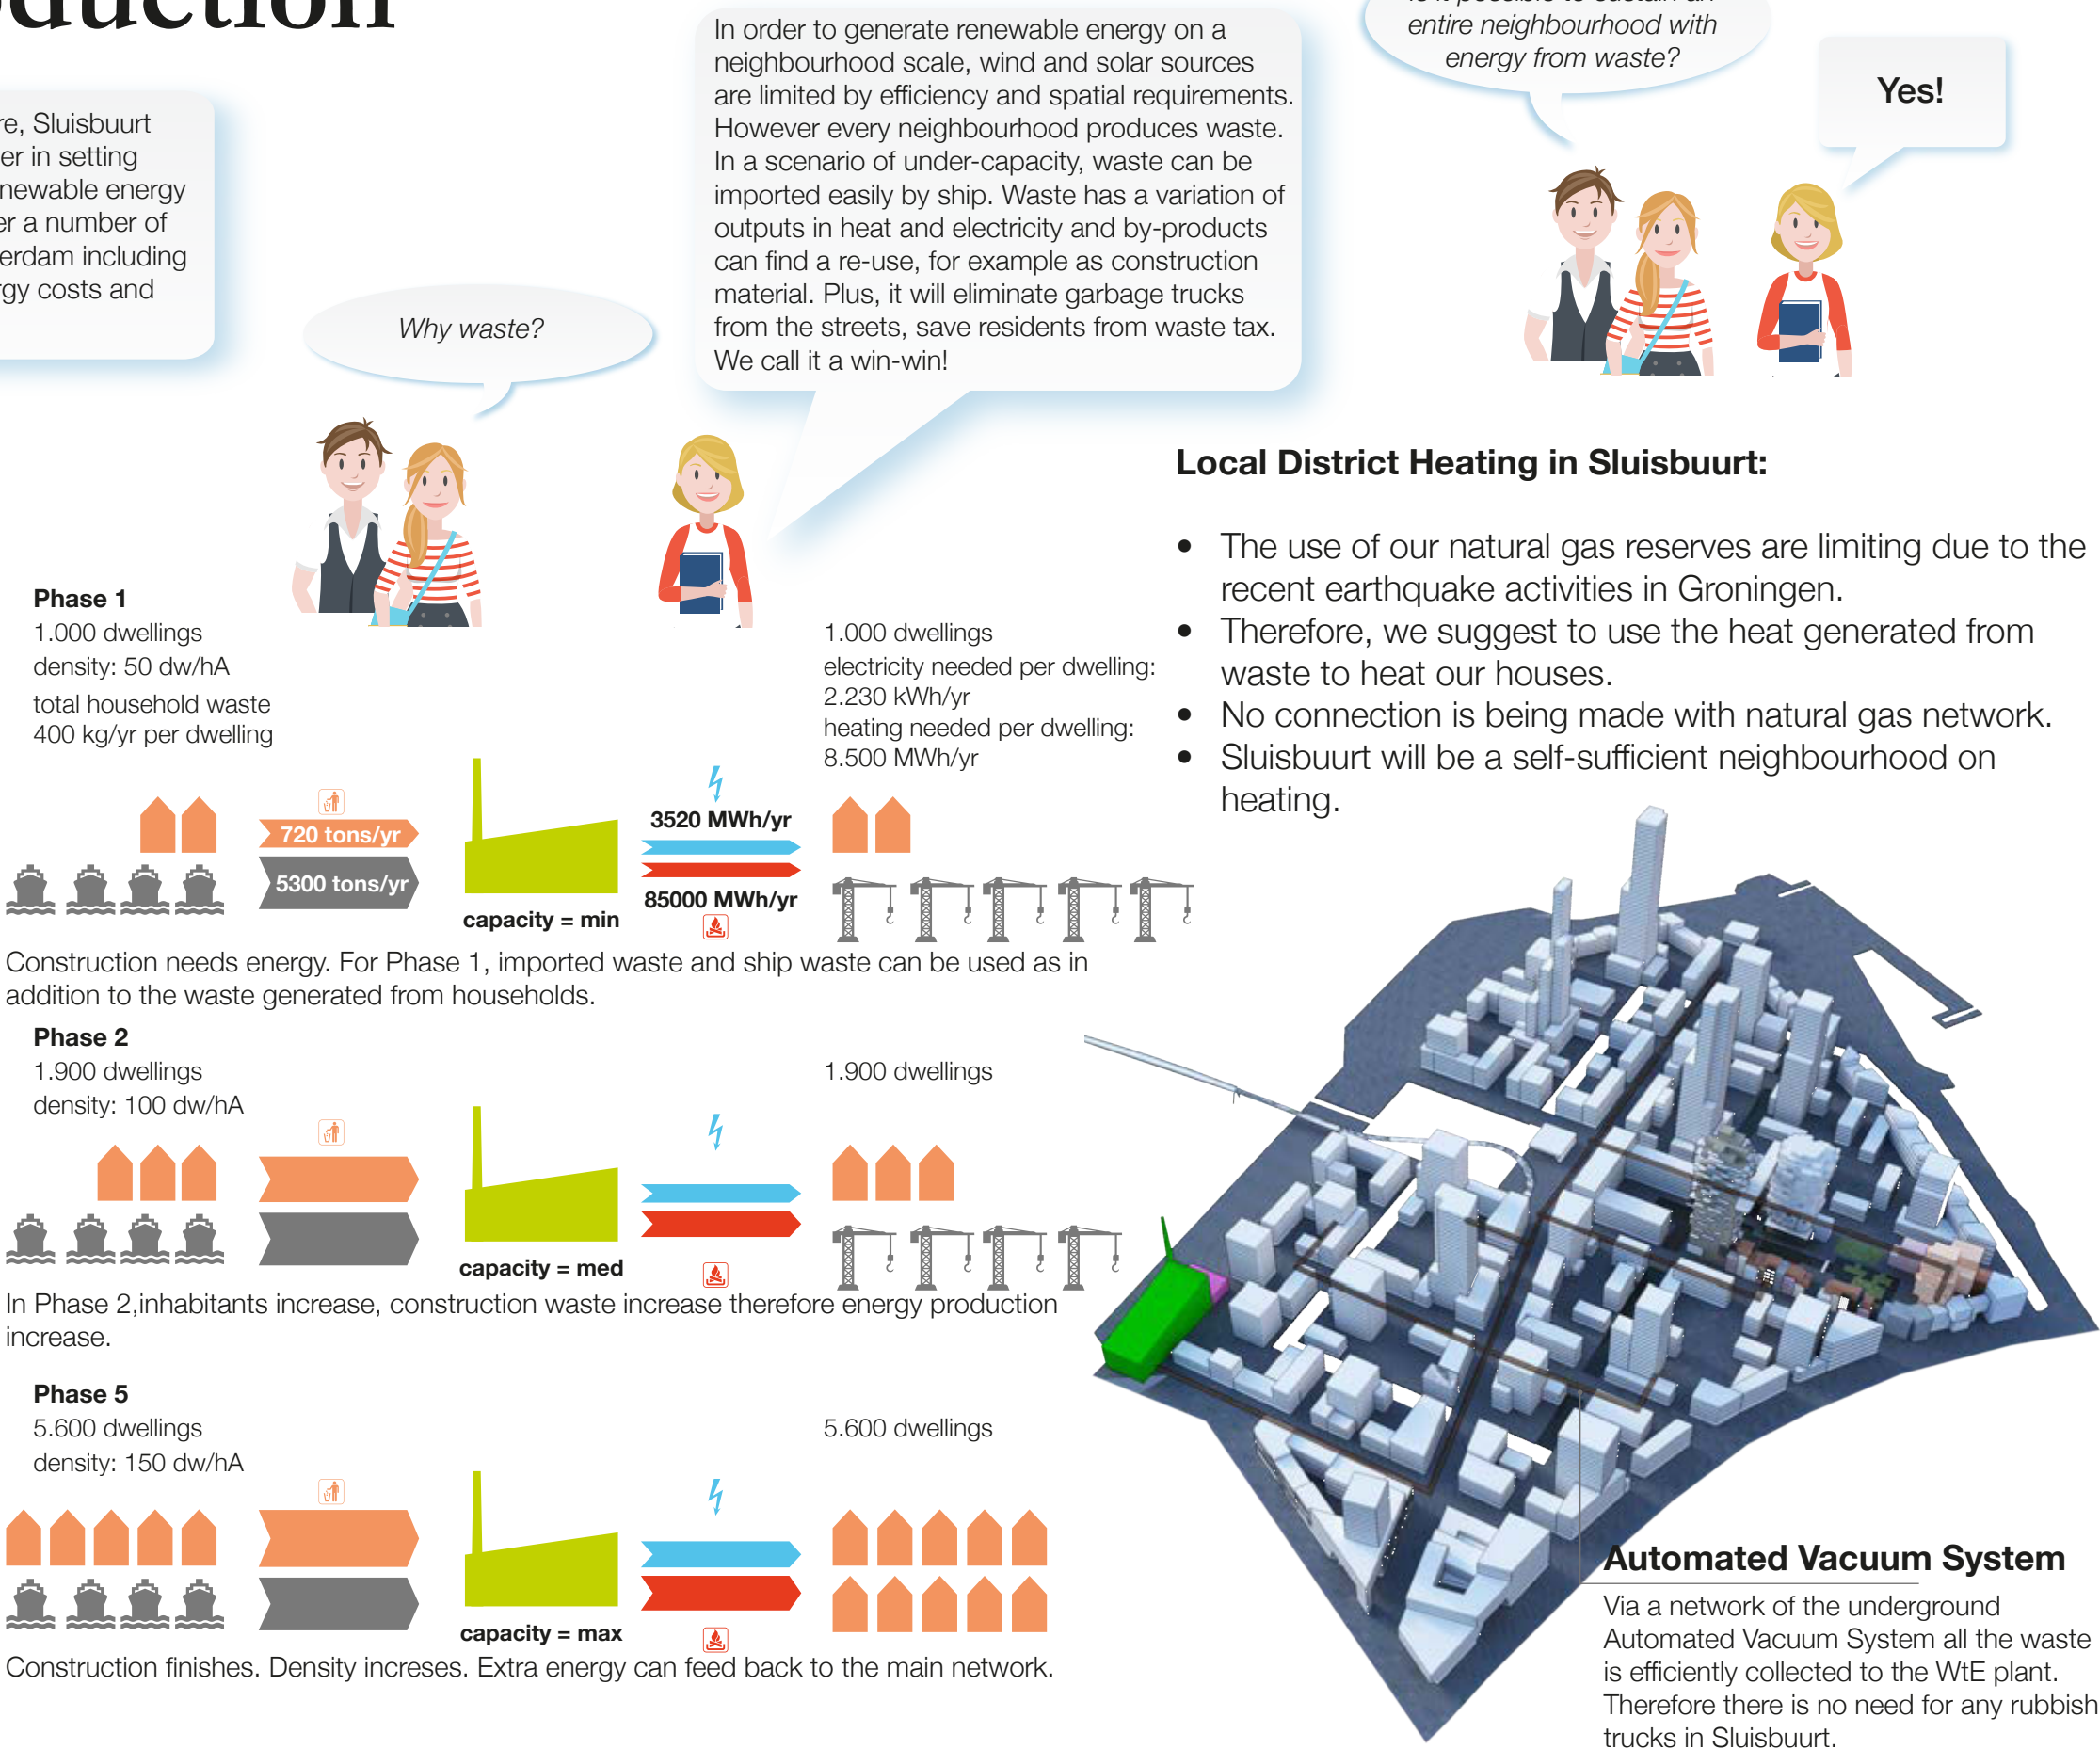 In order to generate renewable energy on a
neighbourhood scale, wind and solar sources
are limited by efficiency and spatial requirements.
However every neighbourhood produces waste.
In a scenario of under-capacity, waste can be
imported easily by ship. Waste has a variation of
outputs in heat and electricity and by-products
can find a re-use, for example as construction
material. Plus, it will eliminate garbage trucks
from the streets, save residents from waste tax.
We call it a win-win!
entire neighbourhood with
energy from waste?
Yes!
Sluisbuurt
in setting
energy
a number of
including
costs and
Why waste?
Local District Heating in Sluisbuurt:
• The use of our natural gas reserves are limiting due to the
recent earthquake activities in Groningen.
• Therefore, we suggest to use the heat generated from
waste to heat our houses.
• No connection is being made with natural gas network.
• Sluisbuurt will be a self-sufficient neighbourhood on
heating.
Phase 1
1.000 dwellings
density: 50 dw/hA
total household waste
400 kg/yr per dwelling
1.000 dwellings
electricity needed per dwelling:
2.230 kWh/yr
heating needed per dwelling:
8.500 MWh/yr
720 tons/yr
5300 tons/yr
capacity = min
3520 MWh/yr
85000 MWh/yr
Construction needs energy. For Phase 1, imported waste and ship waste can be used as in
addition to the waste generated from households.
Phase 2
1.900 dwellings
density: 100 dw/hA
1.900 dwellings
capacity = med
In Phase 2,inhabitants increase, construction waste increase therefore energy production
increase.
Phase 5
5.600 dwellings
density: 150 dw/hA
5.600 dwellings
capacity = max
Construction finishes. Density increses. Extra energy can feed back to the main network.
Automated Vacuum System
Via a network of the underground
Automated Vacuum System all the waste
is efficiently collected to the WtE plant.
Therefore there is no need for any rubbish
trucks in Sluisbuurt.